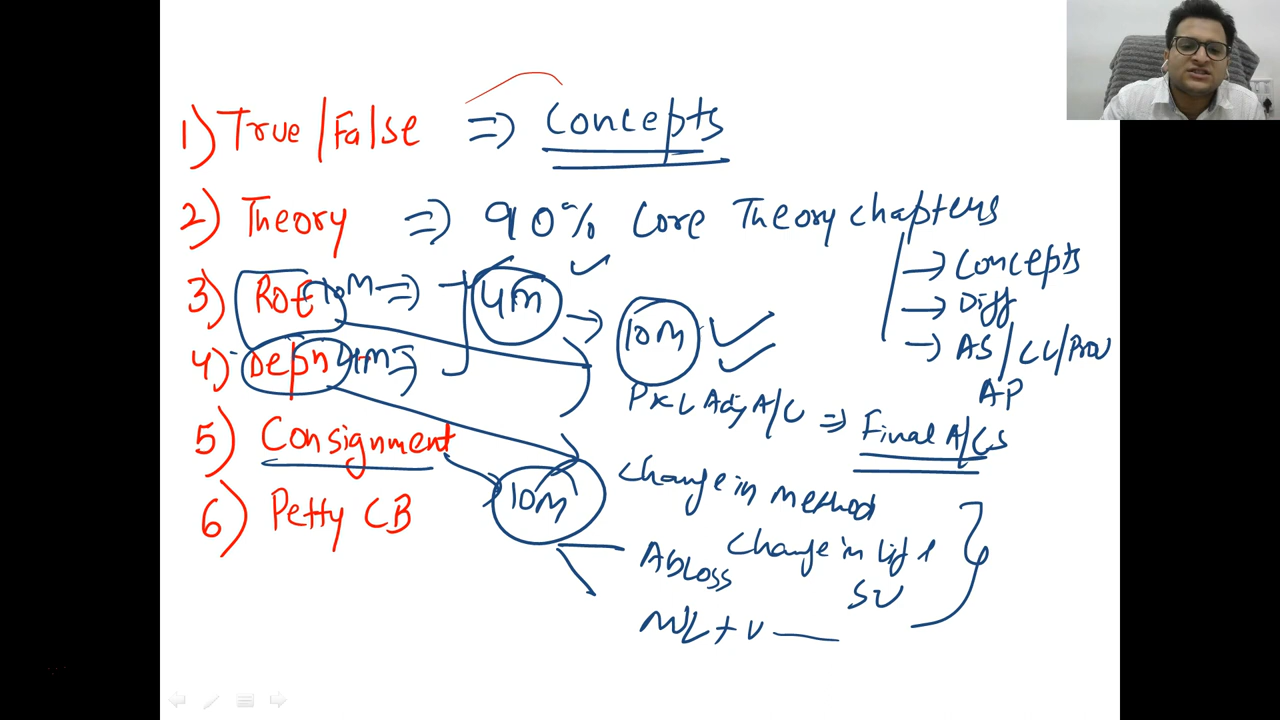 1) True/False => Concepts
2) Theory => 90% Core Theory chapters
→ Concepts
→ Diff
→ AS/CL/Prov
AP
3) ROE 10M => 4M → 10M
4) Depn 4M =>
P&L Adj A/C => Final A/Cs
5) Consignment
10M
change in method
6) Petty CB
change in life
SV
Ab Loss
NL + V